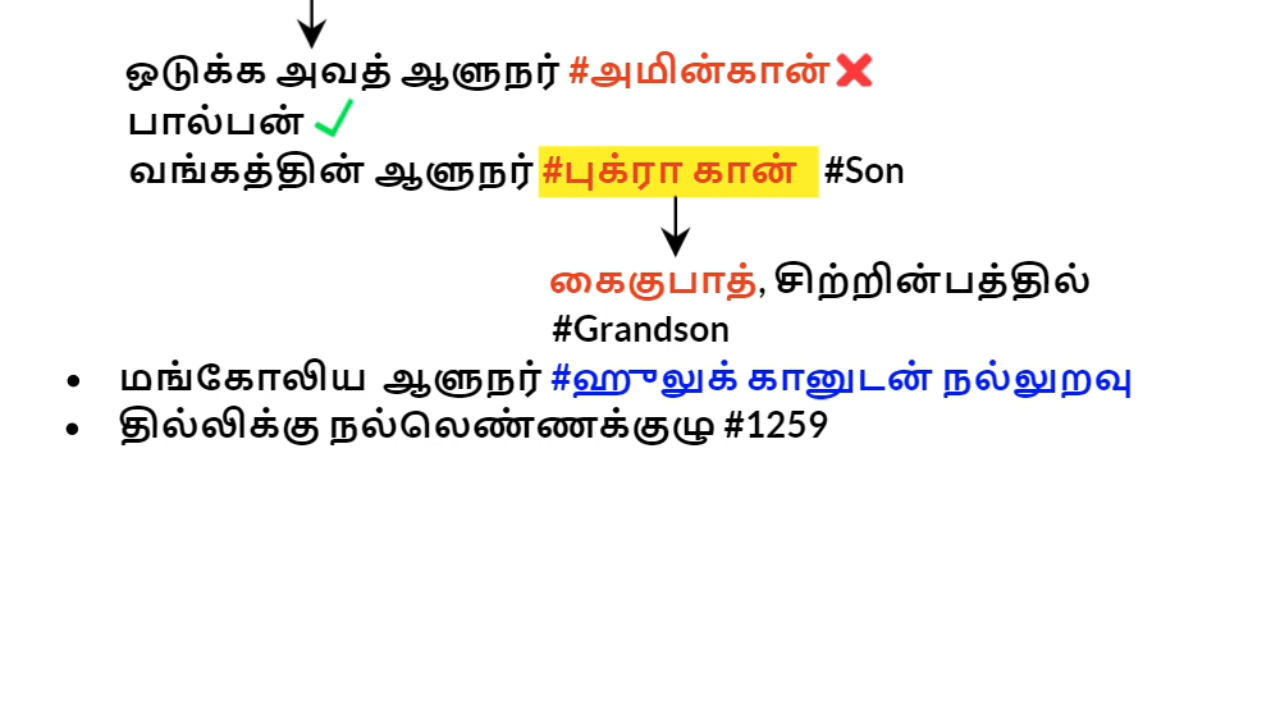 ஒடுக்க அவத் ஆளுநர் #அமின்கான்❌
பால்பன் ✓
வங்கத்தின் ஆளுநர் #புக்ரா கான் #Son
கைகுபாத், சிற்றின்பத்தில்
#Grandson
• மங்கோலிய ஆளுநர் #ஹுலுக் கானுடன் நல்லுறவு
• தில்லிக்கு நல்லெண்ணக்குழு #1259